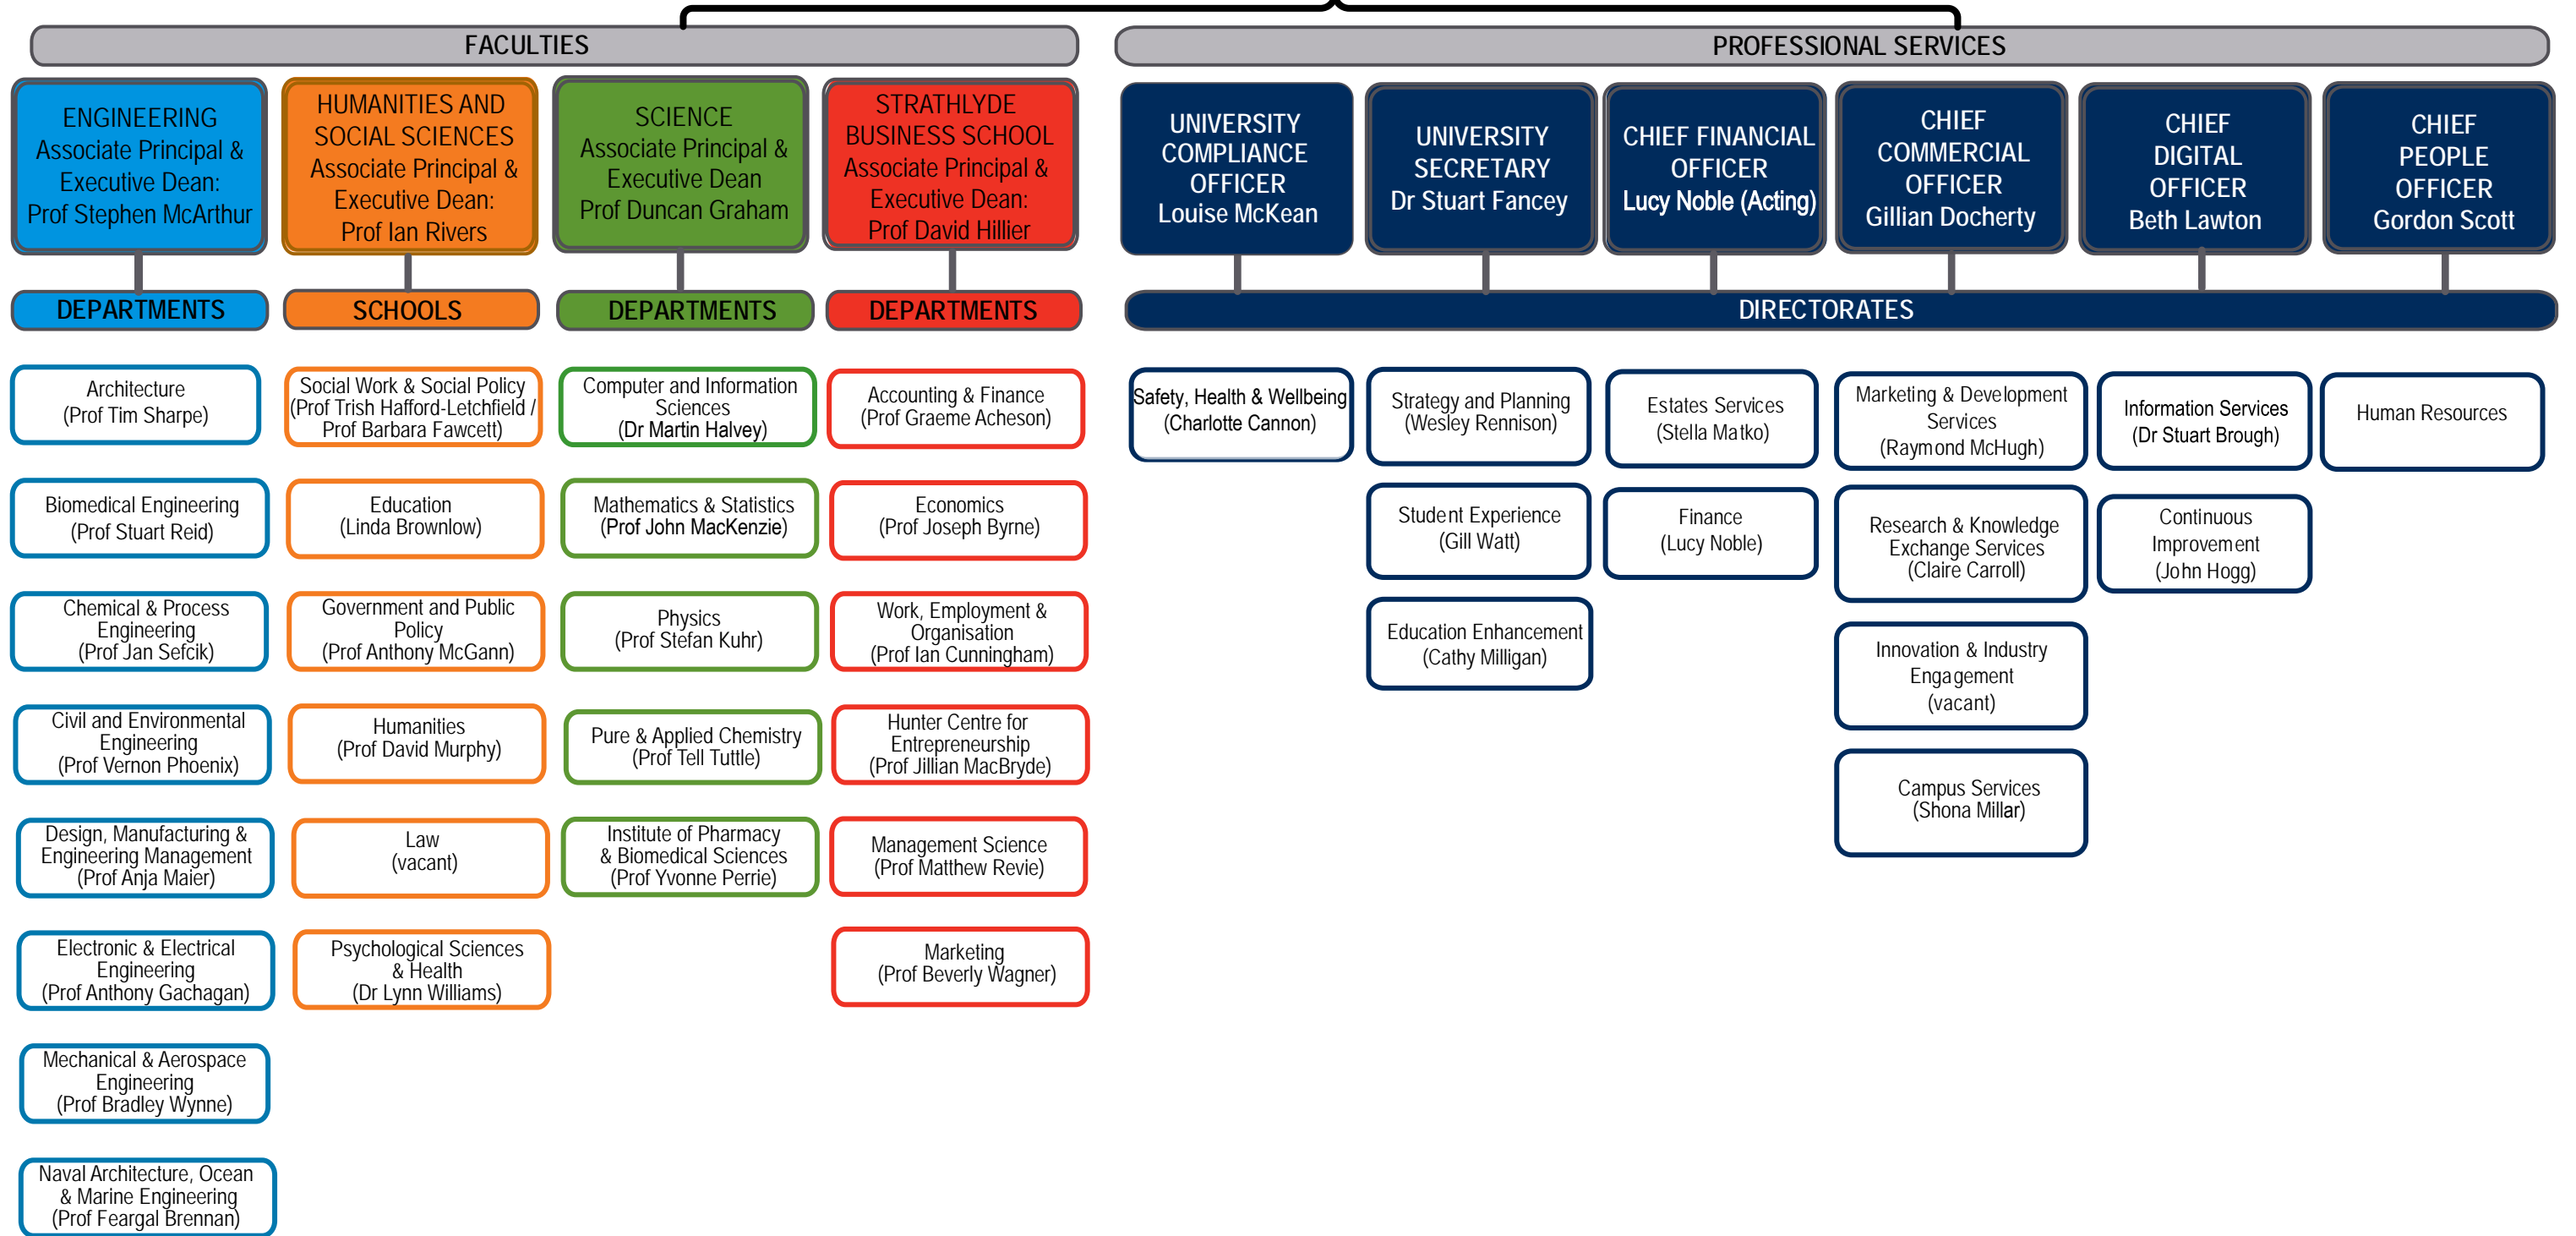 FACULTIES
PROFESSIONAL SERVICES
ENGINEERING
Associate Principal &
Executive Dean:
Prof Stephen McArthur
HUMANITIES AND
SOCIAL SCIENCES
Associate Principal &
Executive Dean:
Prof Ian Rivers
SCIENCE
Associate Principal &
Executive Dean
Prof Duncan Graham
STRATHLYDE
BUSINESS SCHOOL
Associate Principal &
Executive Dean:
Prof David Hillier
UNIVERSITY
COMPLIANCE
OFFICER
Louise McKean
UNIVERSITY
SECRETARY
Dr Stuart Fancey
CHIEF FINANCIAL
OFFICER
Lucy Noble (Acting)
CHIEF
COMMERCIAL
OFFICER
Gillian Docherty
CHIEF
DIGITAL
OFFICER
Beth Lawton
CHIEF
PEOPLE
OFFICER
Gordon Scott
DEPARTMENTS
SCHOOLS
DEPARTMENTS
DEPARTMENTS
DIRECTORATES
Architecture
(Prof Tim Sharpe)
Biomedical Engineering
(Prof Stuart Reid)
Chemical & Process
Engineering
(Prof Jan Sefcik)
Civil and Environmental
Engineering
(Prof Vernon Phoenix)
Design, Manufacturing &
Engineering Management
(Prof Anja Maier)
Electronic & Electrical
Engineering
(Prof Anthony Gachagan)
Mechanical & Aerospace
Engineering
(Prof Bradley Wynne)
Naval Architecture, Ocean
& Marine Engineering
(Prof Feargal Brennan)
Social Work & Social Policy
(Prof Trish Hafford-Letchfield /
Prof Barbara Fawcett)
Education
(Linda Brownlow)
Government and Public
Policy
(Prof Anthony McGann)
Humanities
(Prof David Murphy)
Law
(vacant)
Psychological Sciences
& Health
(Dr Lynn Williams)
Computer and Information
Sciences
(Dr Martin Halvey)
Mathematics & Statistics
(Prof John MacKenzie)
Physics
(Prof Stefan Kuhr)
Pure & Applied Chemistry
(Prof Tell Tuttle)
Institute of Pharmacy
& Biomedical Sciences
(Prof Yvonne Perrie)
Accounting & Finance
(Prof Graeme Acheson)
Economics
(Prof Joseph Byrne)
Work, Employment &
Organisation
(Prof Ian Cunningham)
Hunter Centre for
Entrepreneurship
(Prof Jillian MacBryde)
Management Science
(Prof Matthew Revie)
Marketing
(Prof Beverly Wagner)
Safety, Health & Wellbeing
(Charlotte Cannon)
Strategy and Planning
(Wesley Rennison)
Student Experience
(Gill Watt)
Education Enhancement
(Cathy Milligan)
Estates Services
(Stella Matko)
Finance
(Lucy Noble)
Marketing & Development
Services
(Raymond McHugh)
Research & Knowledge
Exchange Services
(Claire Carroll)
Innovation & Industry
Engagement
(vacant)
Campus Services
(Shona Millar)
Information Services
(Dr Stuart Brough)
Continuous
Improvement
(John Hogg)
Human Resources